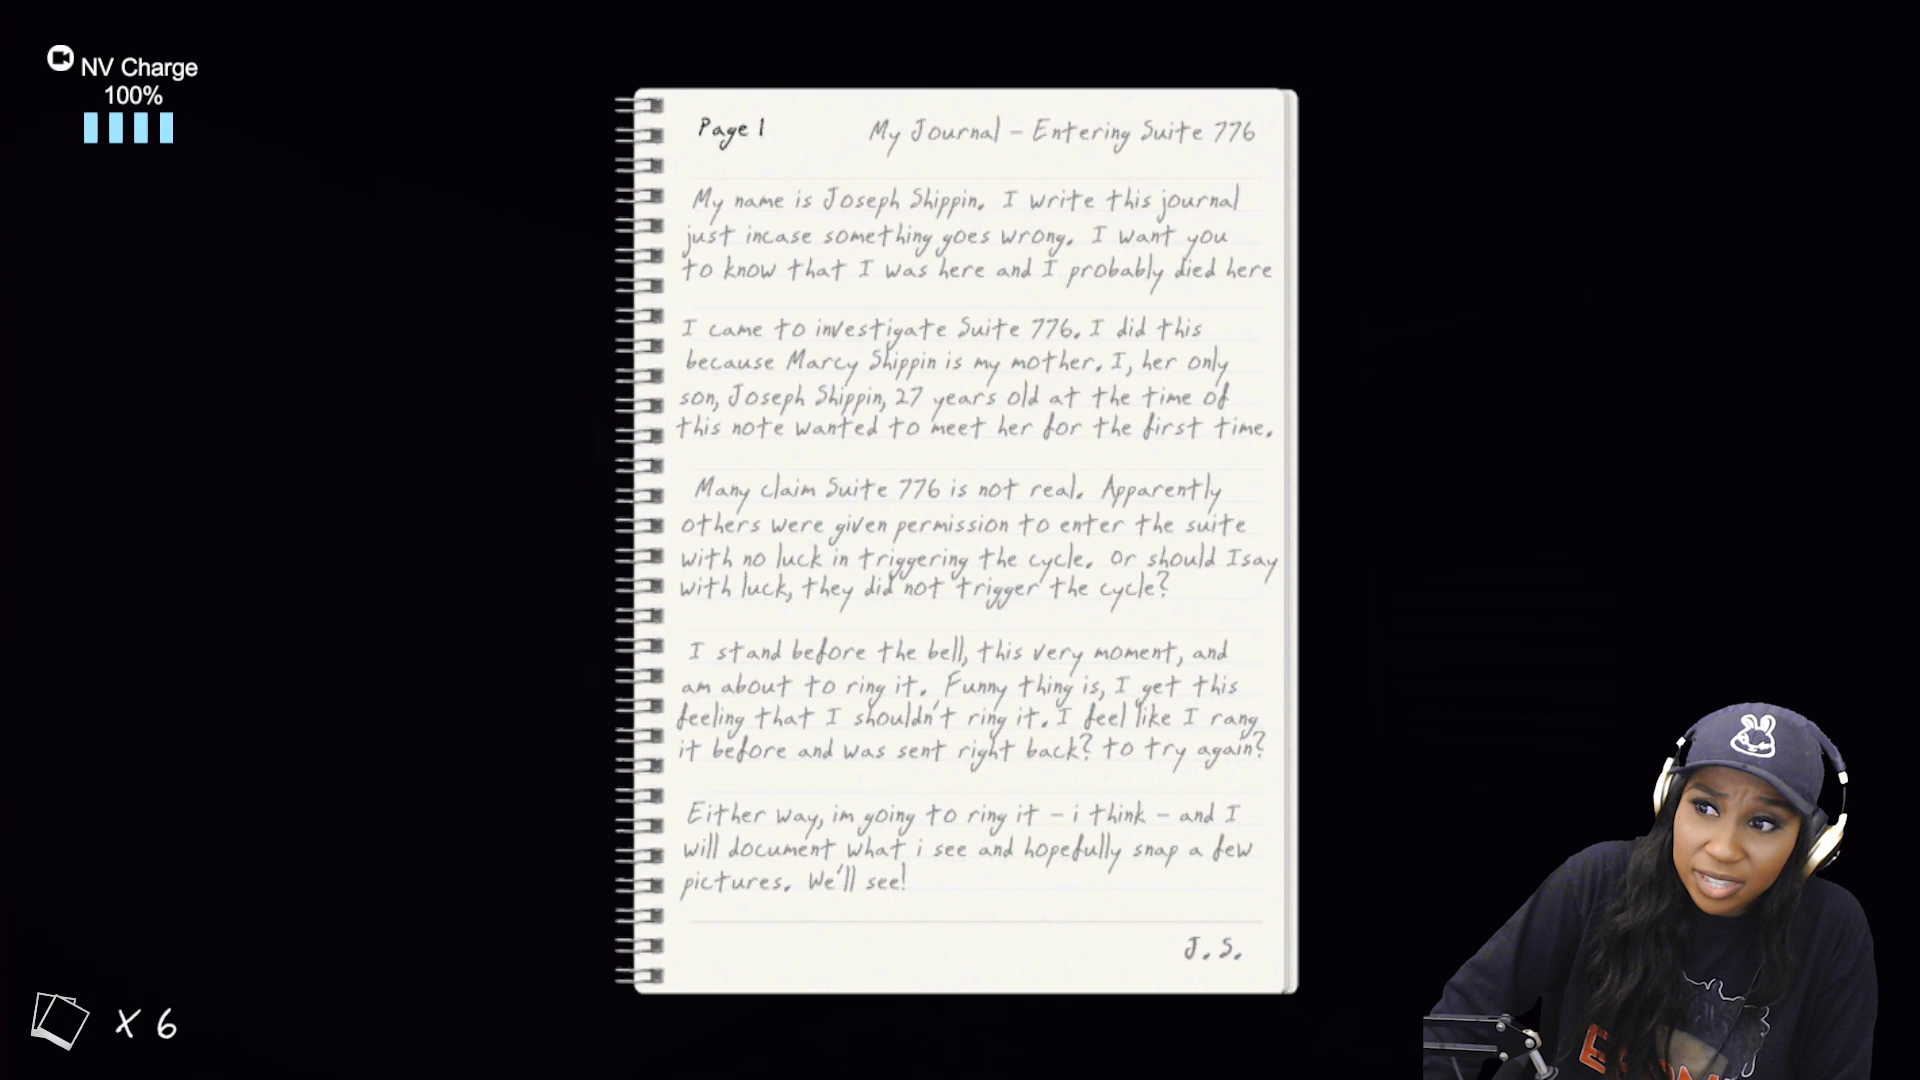 NV Charge
100%
Page 1
My Journal - Entering Suite 776
My name is Joseph Shippin. I write this journal
just incase something goes wrong. I want you
to know that I was here and I probably died here
I came to investigate Suite 776. I did this
because Marcy Shippin is my mother. I, her only
son, Joseph Shippin, 27 years old at the time of
this note wanted to meet her for the first time.
Many claim Suite 776 is not real. Apparently
others were given permission to enter the suite
with no luck in triggering the cycle. Or should I say
with luck, they did not trigger the cycle?
I stand before the bell, this very moment, and
am about to ring it. Funny thing is, I get this
feeling that I shouldn't ring it. I feel like I rang
it before and was sent right back? to try again?
Either way, im going to ring it - i think - and I
will document what i see and hopefully snap a few
pictures. We'll see!
J. S.
X 6